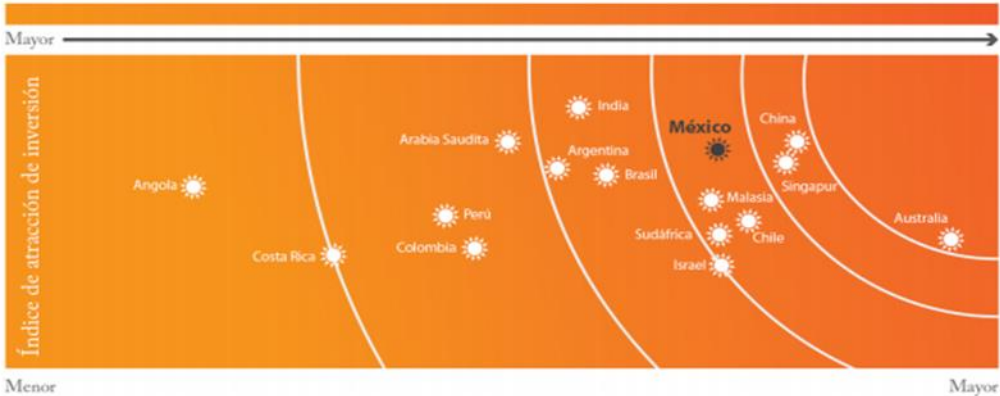 Mayor
Índice de atracción de inversión
India
México
China
Arabia Saudita
Argentina
Brasil
Singapur
Angola
Malasia
Perú
Australia
Sudáfrica
Chile
Colombia
Costa Rica
Israel
Menor
Mayor